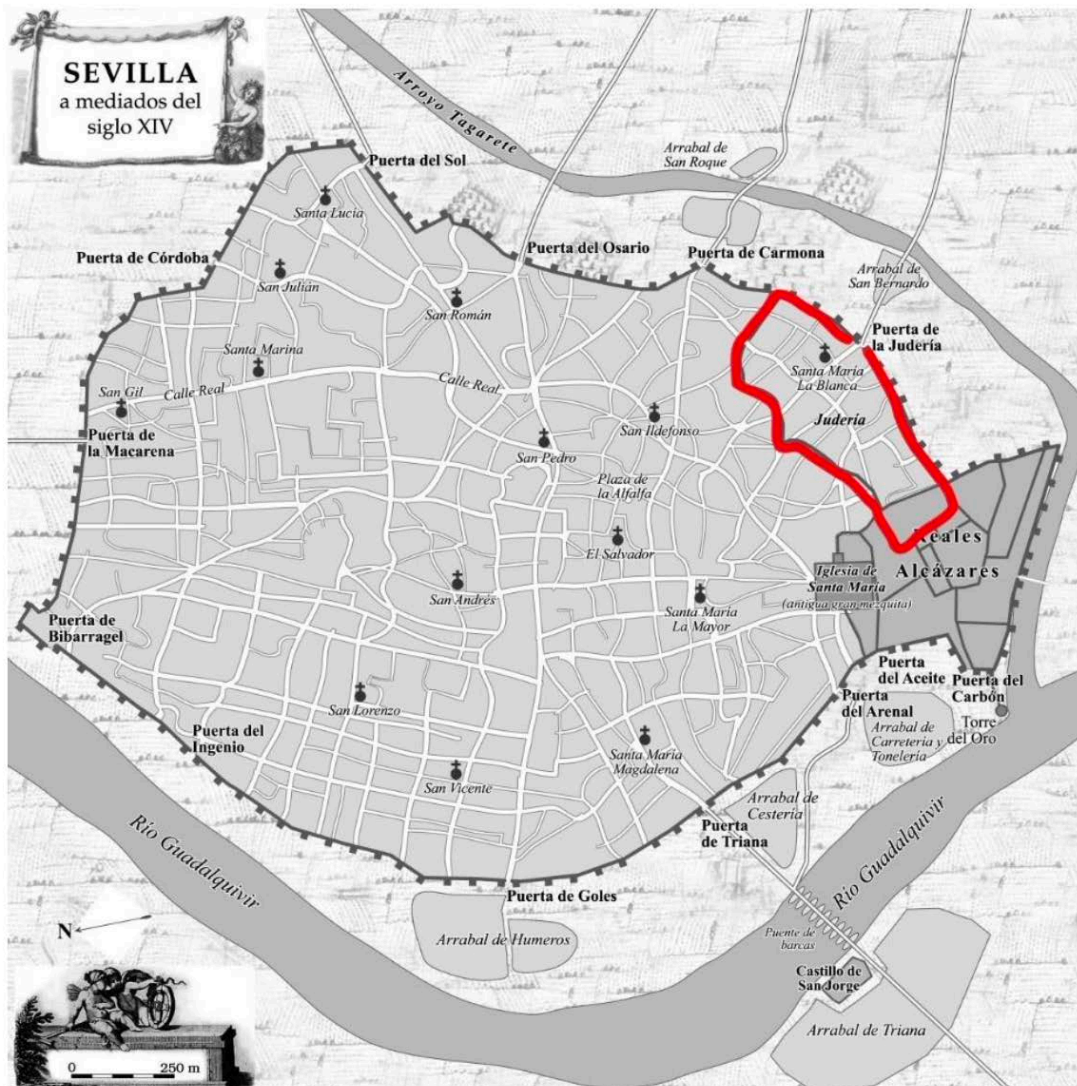 SEVILLA
a mediados del
siglo XIV
Arroyo Tagarete
Arrabal de
San Roque
Puerta del Sol
Santa Lucía
Puerta del Osario
Puerta de Carmona
Puerta de Córdoba
San Julián
San Román
Arrabal de
San Bernardo
Puerta de
la Judería
Santa María
La Blanca
Santa Marina
San Gil
Calle Real
Calle Real
San Ildefonso
Judería
Puerta de
la Macarena
San Pedro
Plaza de
la Alfalfa
El Salvador
Reales
Alcázares
Iglesia de
Santa María
(antigua gran mezquita)
San Andrés
Santa María
La Mayor
Puerta de
Bibarragel
Puerta
del Aceite
Puerta del
Carbón
Puerta
del Arenal
Torre
del Oro
Arrabal de
Carretería y
Tonelería
San Lorenzo
Puerta del
Ingenio
Santa María
Magdalena
San Vicente
Arrabal de
Cestería
Puerta
de Triana
Río Guadalquivir
Río Guadalquivir
Puerta de Goles
N
Arrabal de Humeros
Puente de
barcas
Castillo de
San Jorge
Arrabal de Triana
0 250 m